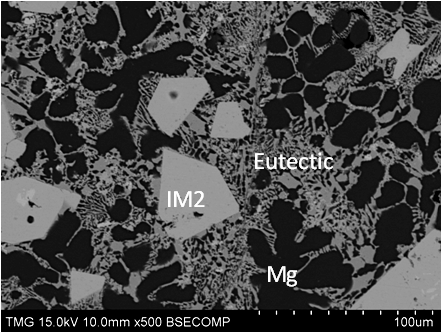 Eutectic
IM2
Mg
TMG 15.0kV 10.0mm x500 BSECOMP 100um